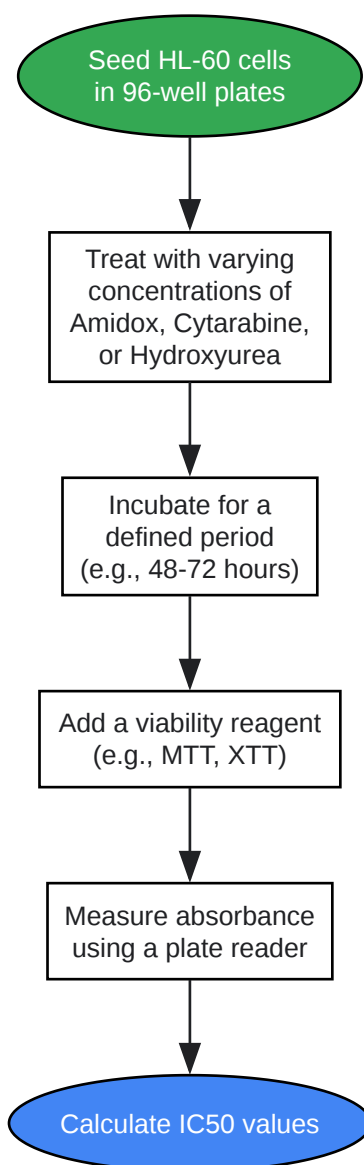 Seed HL-60 cells
in 96-well plates
Treat with varying
concentrations of
Amidox, Cytarabine,
or Hydroxyurea
Incubate for a
defined period
(e.g., 48-72 hours)
Add a viability reagent
(e.g., MTT, XTT)
Measure absorbance
using a plate reader
Calculate IC50 values